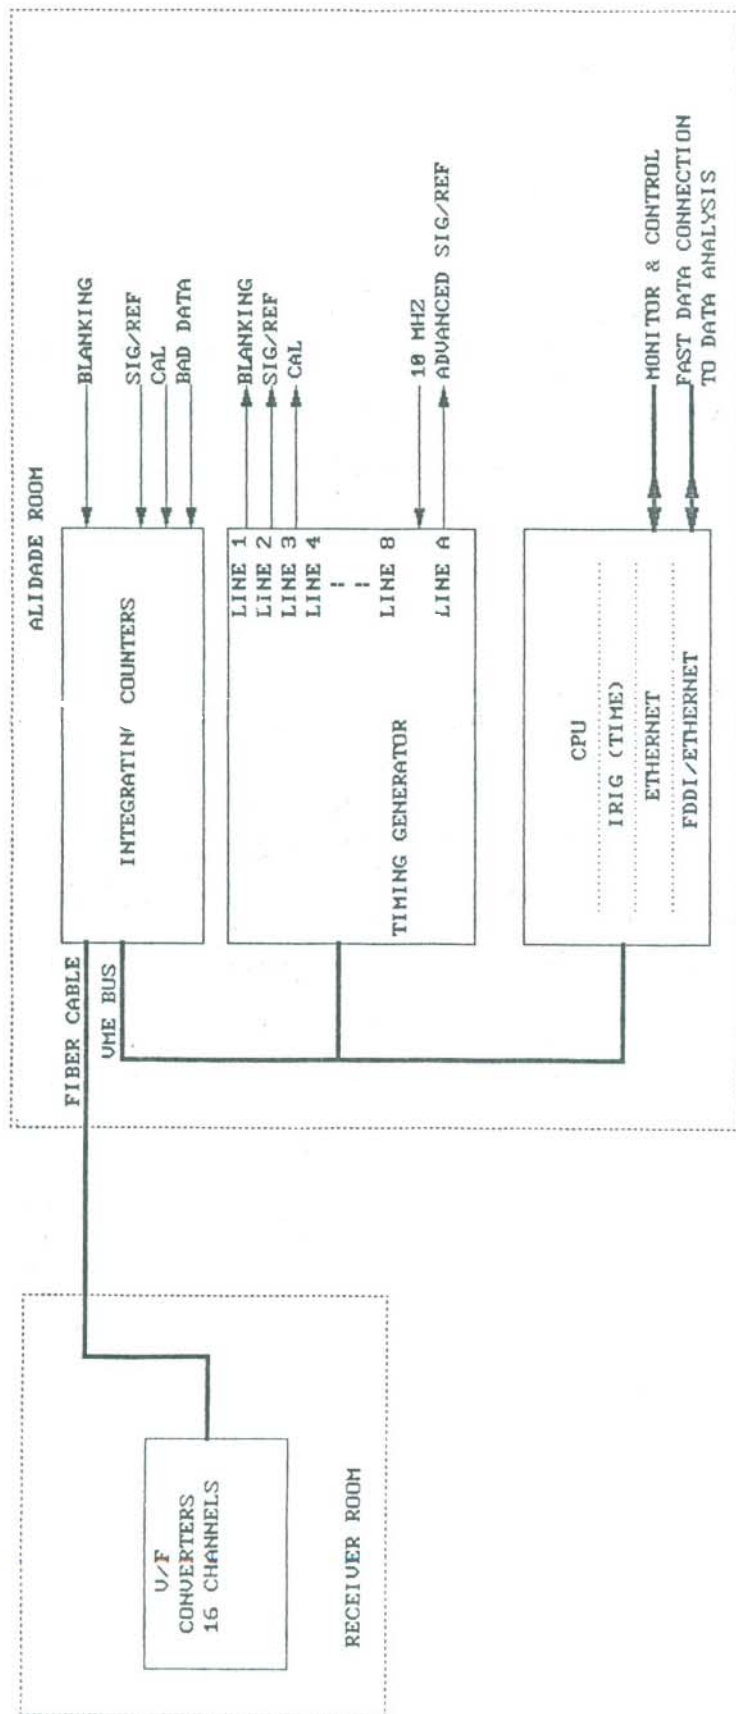 ALIDADE ROOM
FIBER CABLE
VME BUS
INTEGRATIN/ COUNTERS
BLANKING
SIG/REF
CAL
BAD DATA
TIMING GENERATOR
LINE 1
LINE 2
LINE 3
LINE 4
LINE 8
LINE A
BLANKING
SIG/REF
CAL
10 MHZ
ADVANCED SIG/REF
CPU
IRIG (TIME)
ETHERNET
FDDI/ETHERNET
MONITOR & CONTROL
FAST DATA CONNECTION
TO DATA ANALYSIS
V/F
CONVERTERS
16 CHANNELS
RECEIVER ROOM